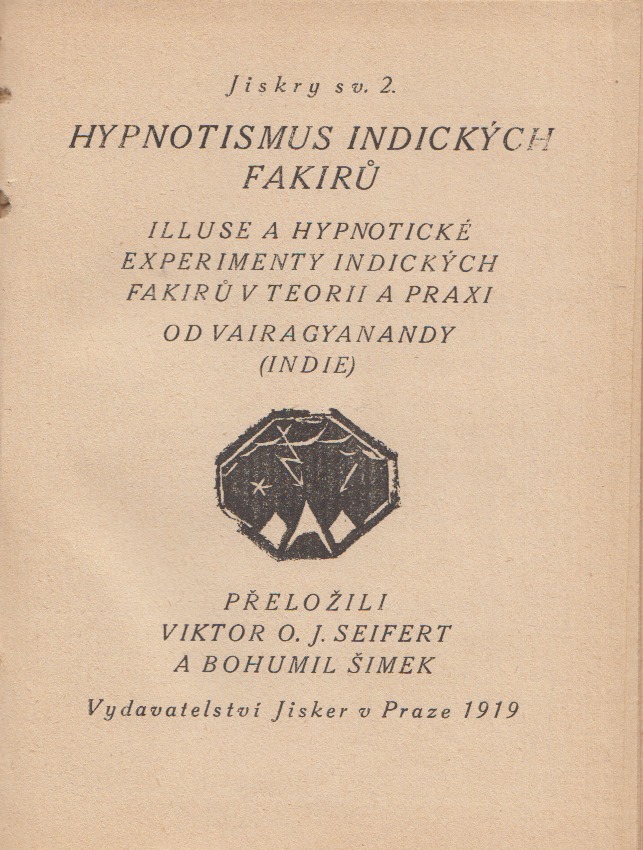 Jiskry sv. 2.
HYPNOTISMUS INDICKÝCH
FAKIRŮ
ILLUSE A HYPNOTICKÉ
EXPERIMENTY INDICKÝCH
FAKIRŮ V TEORII A PRAXI
OD VAIRAGYANANDY
(INDIE)
PŘELOŽILI
VIKTOR O. J. SEIFERT
A BOHUMIL ŠIMEK
Vydavatelství Jisker v Praze 1919